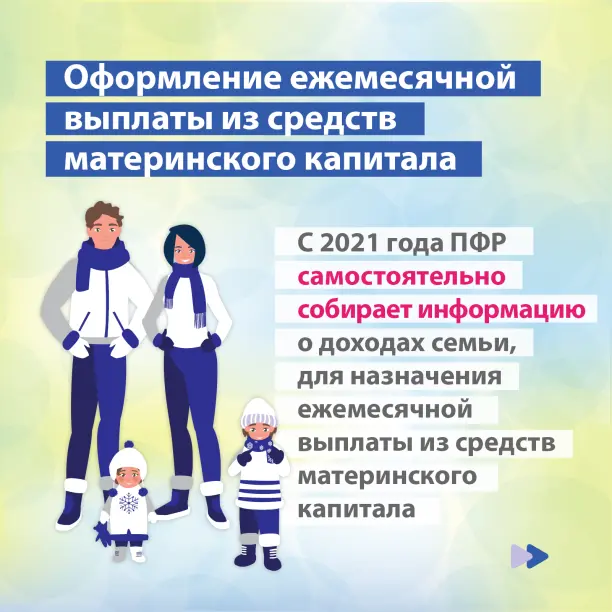 Оформление ежемесячной
выплаты из средств
материнского капитала
С 2021 года ПФР
самостоятельно
собирает информацию
о доходах семьи,
для назначения
ежемесячной
выплаты из средств
материнского
капитала